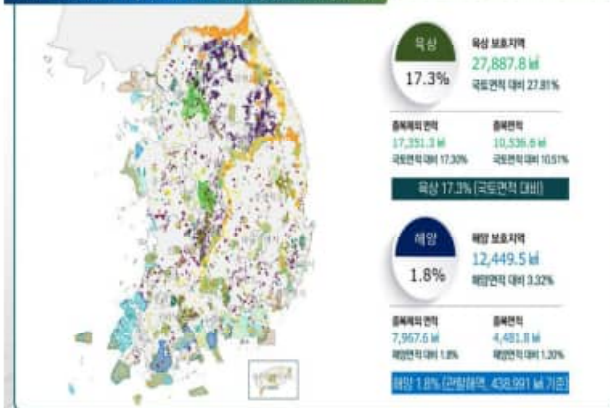 육상
17.3%
육상 보호지역
27,887.8 ㎢
국토면적 대비 27.81%
중복제외 면적
17,351.3 ㎢
국토면적 대비 17.30%
중복면적
10,536.6 ㎢
국토면적 대비 10.51%
육상 17.3% (국토면적 대비)
해양
1.8%
해양 보호지역
12,449.5 ㎢
해양면적 대비 3.32%
중복제외 면적
7,967.6 ㎢
해양면적 대비 1.8%
중복면적
4,481.8 ㎢
해양면적 대비 1.20%
해양 1.8% (관할해역, 438,991 ㎢ 기준)